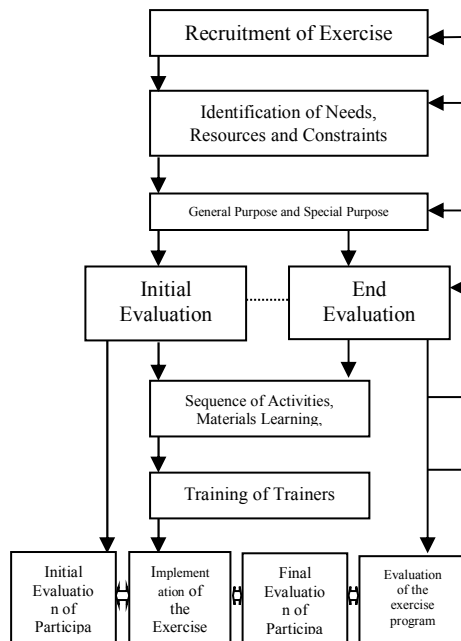 Recruitment of Exercise
Identification of Needs,
Resources and Constraints
General Purpose and Special Purpose
Initial
Evaluation
End
Evaluation
Sequence of Activities,
Materials Learning,
Training of Trainers
Initial
Evaluatio
n of
Participa
Implement
ation of
the
Exercise
Final
Evaluatio
n of
Participa
Evaluation
of the
exercise
program